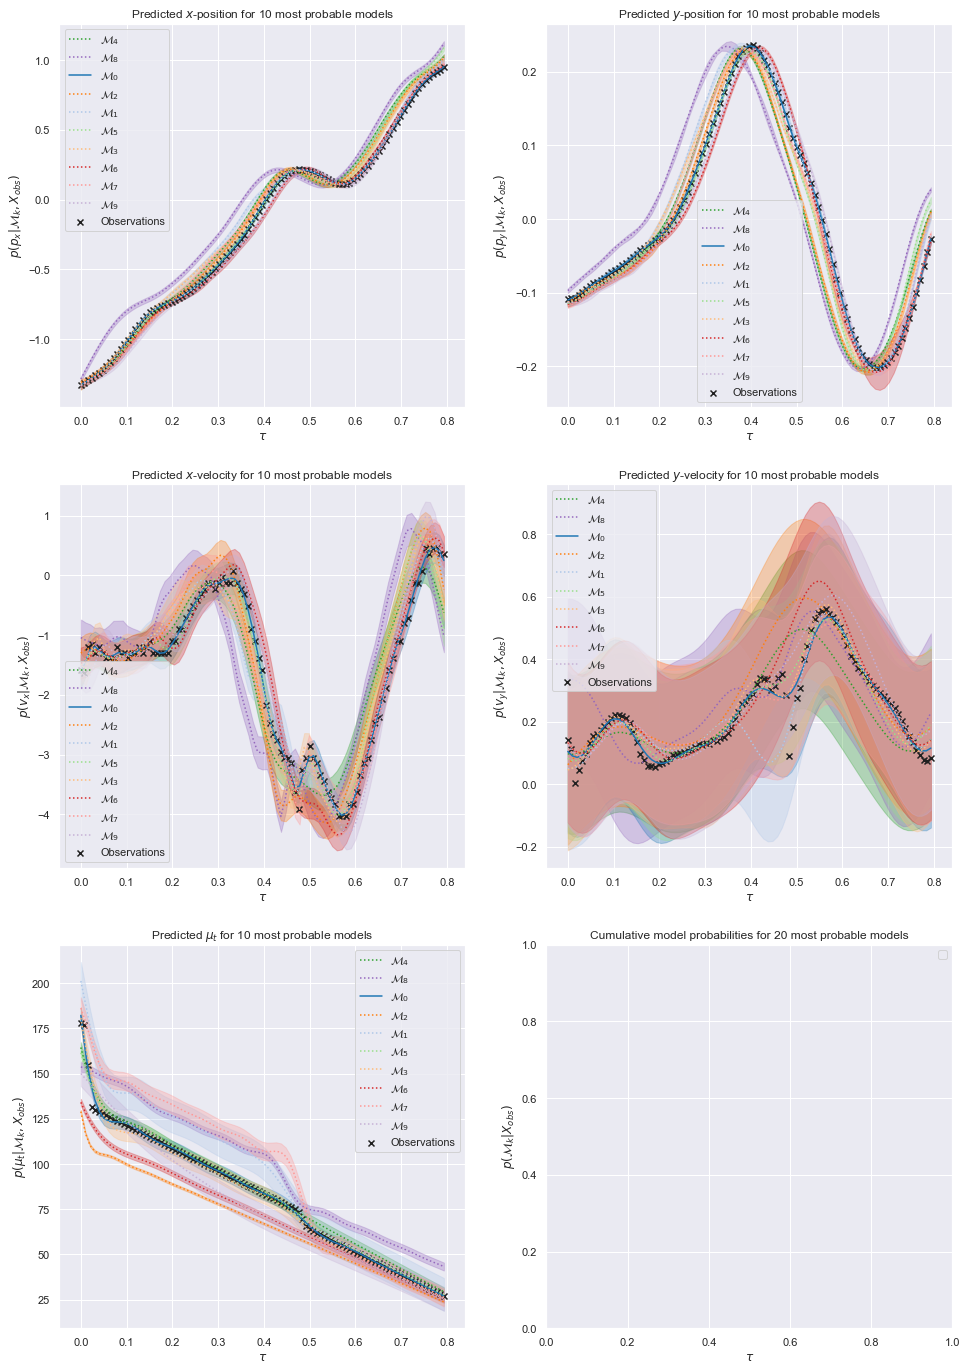 Predicted x-position for 10 most probable models
p(pₓ|ℳₖ, X_obs)
1.0
0.5
0.0
−0.5
−1.0
ℳ₄
ℳ₈
ℳ₀
ℳ₂
ℳ₁
ℳ₅
ℳ₃
ℳ₆
ℳ₇
ℳ₉
Observations
0.0 0.1 0.2 0.3 0.4 0.5 0.6 0.7 0.8
τ
Predicted y-position for 10 most probable models
p(p_y|ℳₖ, X_obs)
0.2
0.1
0.0
−0.1
−0.2
ℳ₄
ℳ₈
ℳ₀
ℳ₂
ℳ₁
ℳ₅
ℳ₃
ℳ₆
ℳ₇
ℳ₉
Observations
0.0 0.1 0.2 0.3 0.4 0.5 0.6 0.7 0.8
τ
Predicted x-velocity for 10 most probable models
p(vₓ|ℳₖ, X_obs)
1
0
−1
−2
−3
−4
ℳ₄
ℳ₈
ℳ₀
ℳ₂
ℳ₁
ℳ₅
ℳ₃
ℳ₆
ℳ₇
ℳ₉
Observations
0.0 0.1 0.2 0.3 0.4 0.5 0.6 0.7 0.8
τ
Predicted y-velocity for 10 most probable models
p(v_y|ℳₖ, X_obs)
0.8
0.6
0.4
0.2
0.0
−0.2
ℳ₄
ℳ₈
ℳ₀
ℳ₂
ℳ₁
ℳ₅
ℳ₃
ℳ₆
ℳ₇
ℳ₉
Observations
0.0 0.1 0.2 0.3 0.4 0.5 0.6 0.7 0.8
τ
Predicted μₜ for 10 most probable models
p(μₜ|ℳₖ, X_obs)
200
175
150
125
100
75
50
25
ℳ₄
ℳ₈
ℳ₀
ℳ₂
ℳ₁
ℳ₅
ℳ₃
ℳ₆
ℳ₇
ℳ₉
Observations
0.0 0.1 0.2 0.3 0.4 0.5 0.6 0.7 0.8
τ
Cumulative model probabilities for 20 most probable models
p(ℳₖ|X_obs)
1.0
0.8
0.6
0.4
0.2
0.0
0.0 0.2 0.4 0.6 0.8 1.0
τ